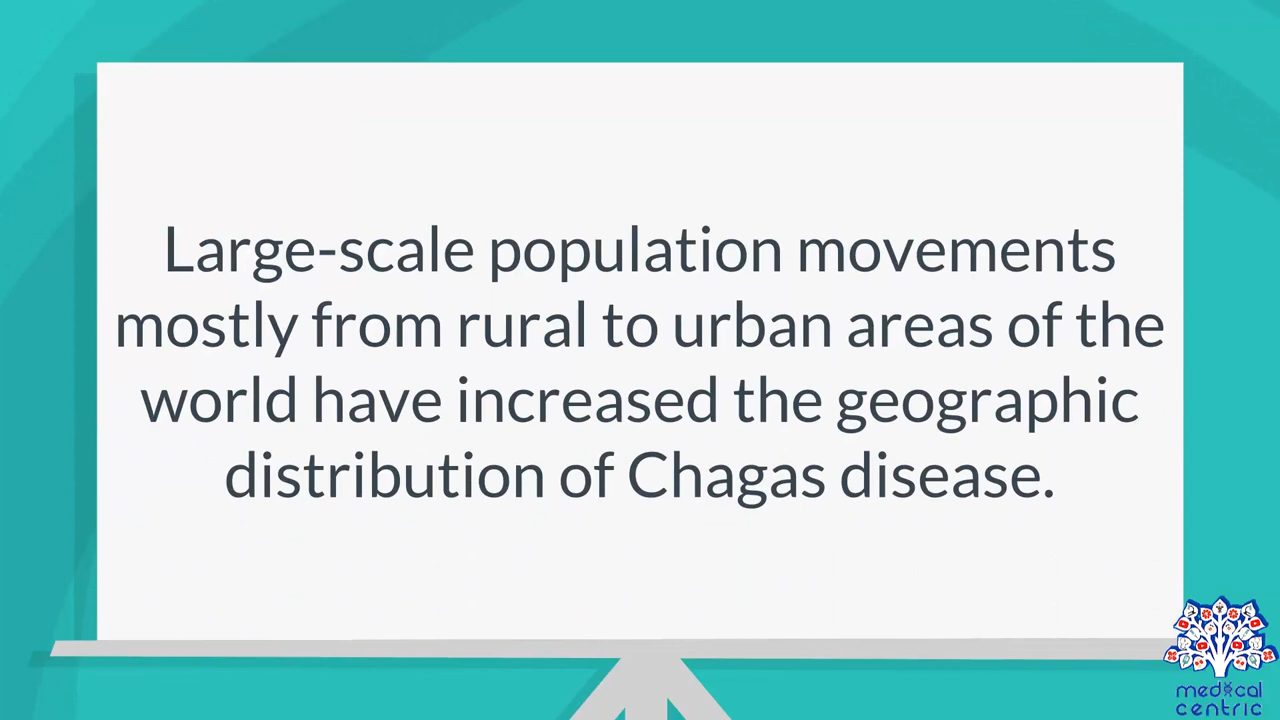 Large-scale population movements
mostly from rural to urban areas of the
world have increased the geographic
distribution of Chagas disease.
medical
centric